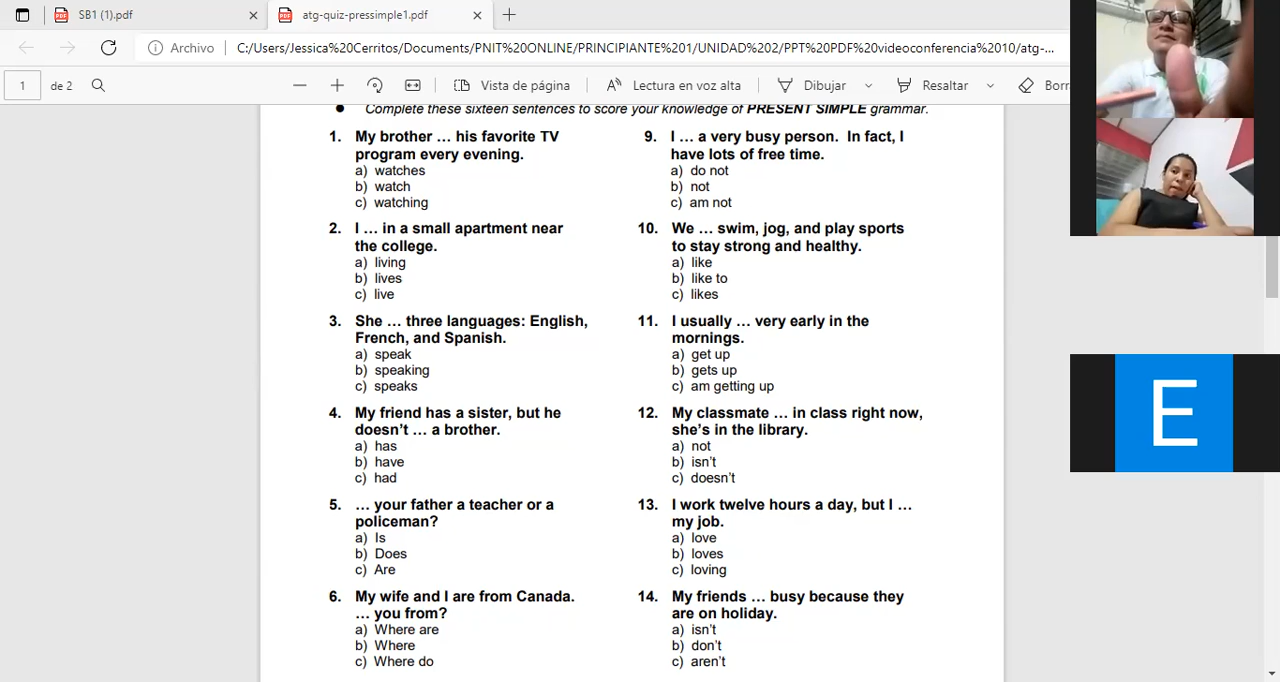 SB1 (1).pdf
atg-quiz-pressimple1.pdf
Archivo
C:/Users/Jessica%20Cerritos/Documents/PNIT%20ONLINE/PRINCIPIANTE%201/UNIDAD%202/PPT%20PDF%20videoconferencia%2010/atg-...
1 de 2
Vista de página
Lectura en voz alta
Dibujar
Resaltar
Borr
● Complete these sixteen sentences to score your knowledge of PRESENT SIMPLE grammar.
1. My brother … his favorite TV
program every evening.
a) watches
b) watch
c) watching
2. I … in a small apartment near
the college.
a) living
b) lives
c) live
3. She … three languages: English,
French, and Spanish.
a) speak
b) speaking
c) speaks
4. My friend has a sister, but he
doesn't … a brother.
a) has
b) have
c) had
5. … your father a teacher or a
policeman?
a) Is
b) Does
c) Are
6. My wife and I are from Canada.
… you from?
a) Where are
b) Where
c) Where do
9. I … a very busy person. In fact, I
have lots of free time.
a) do not
b) not
c) am not
10. We … swim, jog, and play sports
to stay strong and healthy.
a) like
b) like to
c) likes
11. I usually … very early in the
mornings.
a) get up
b) gets up
c) am getting up
12. My classmate … in class right now,
she's in the library.
a) not
b) isn't
c) doesn't
13. I work twelve hours a day, but I …
my job.
a) love
b) loves
c) loving
14. My friends … busy because they
are on holiday.
a) isn't
b) don't
c) aren't
E